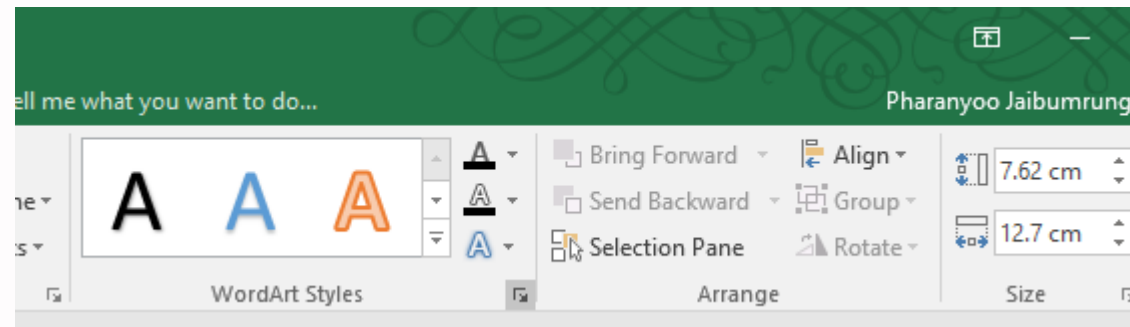 ell me what you want to do...
Pharanyoo Jaibumrung
ne
A A A
A
A
A
Bring Forward
Align
7.62 cm
Send Backward
Group
s
Selection Pane
Rotate
12.7 cm
WordArt Styles
Arrange
Size